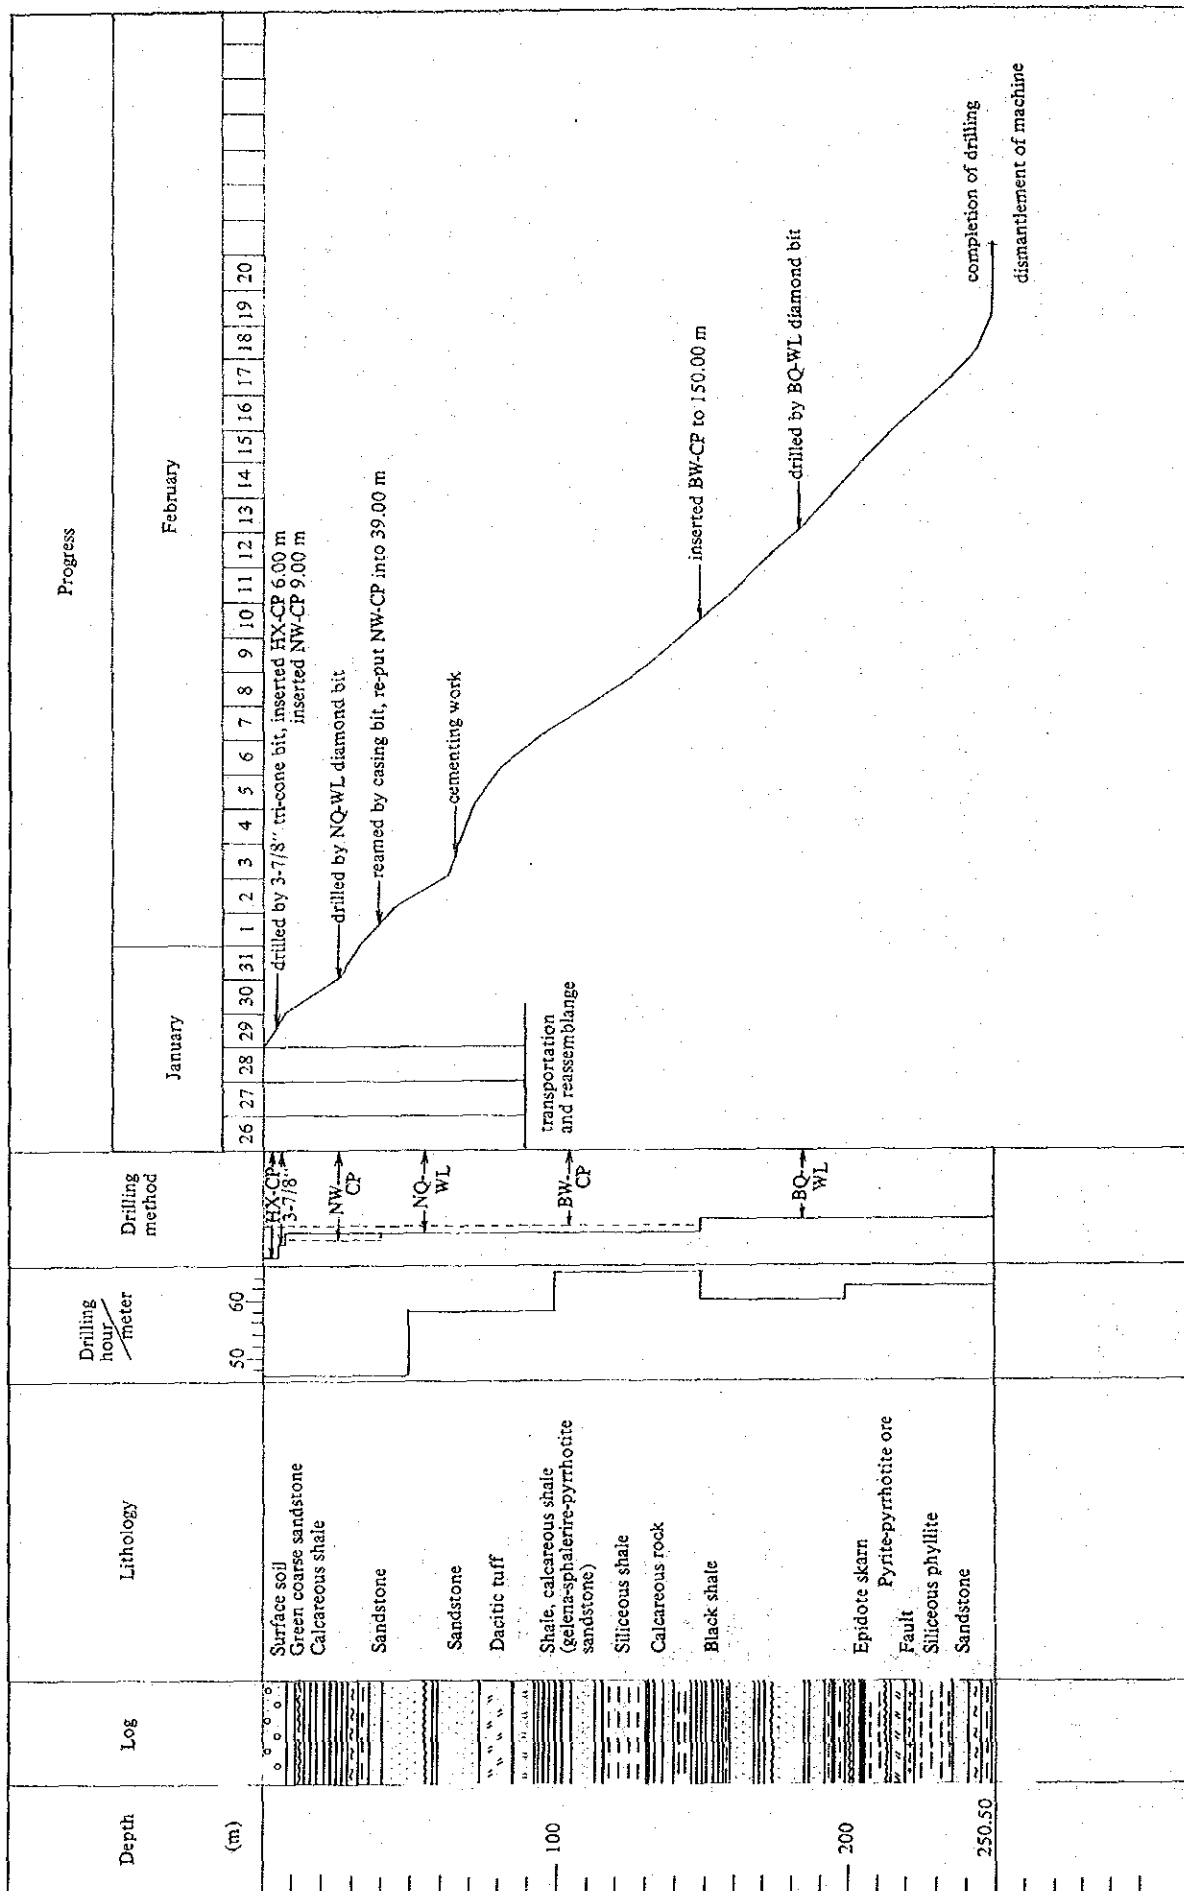 Depth
(m)
100
200
250.50
Log
Lithology
Surface soil
Green coarse sandstone
Calcareous shale
Sandstone
Sandstone
Dacitic tuff
Shale, calcareous shale
(gelena-sphalerire-pyrrhotite
sandstone)
Siliceous shale
Calcareous rock
Black shale
Epidote skarn
Pyrite-pyrrhotite ore
Fault
Siliceous phyllite
Sandstone
Drilling
hour/
meter
50
60
Drilling
method
HX-CP
3-7/8''
NW-
CP
NQ-
WL
BW-
CP
BQ-
WL
Progress
January
February
26 27 28 29 30 31 1 2 3 4 5 6 7 8 9 10 11 12 13 14 15 16 17 18 19 20
transportation
and reassemblange
drilled by 3-7/8'' tri-cone bit, inserted HX-CP 6.00 m
inserted NW-CP 9.00 m
drilled by NQ-WL diamond bit
reamed by casing bit, re-put NW-CP into 39.00 m
cementing work
inserted BW-CP to 150.00 m
drilled by BQ-WL diamond bit
completion of drilling
dismantlement of machine